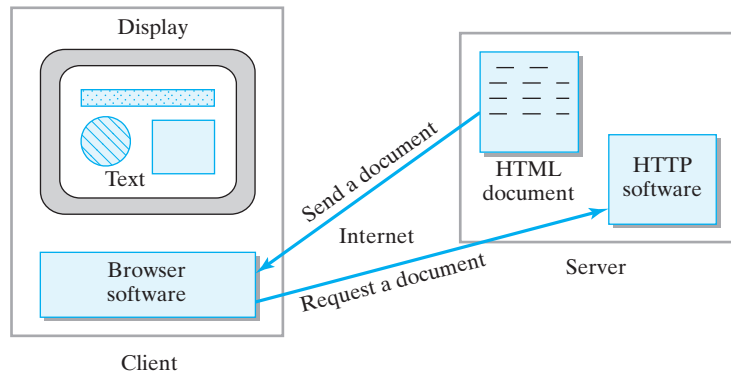 Display
Text
Browser
software
Client
Send a document
Internet
Request a document
HTML
document
HTTP
software
Server